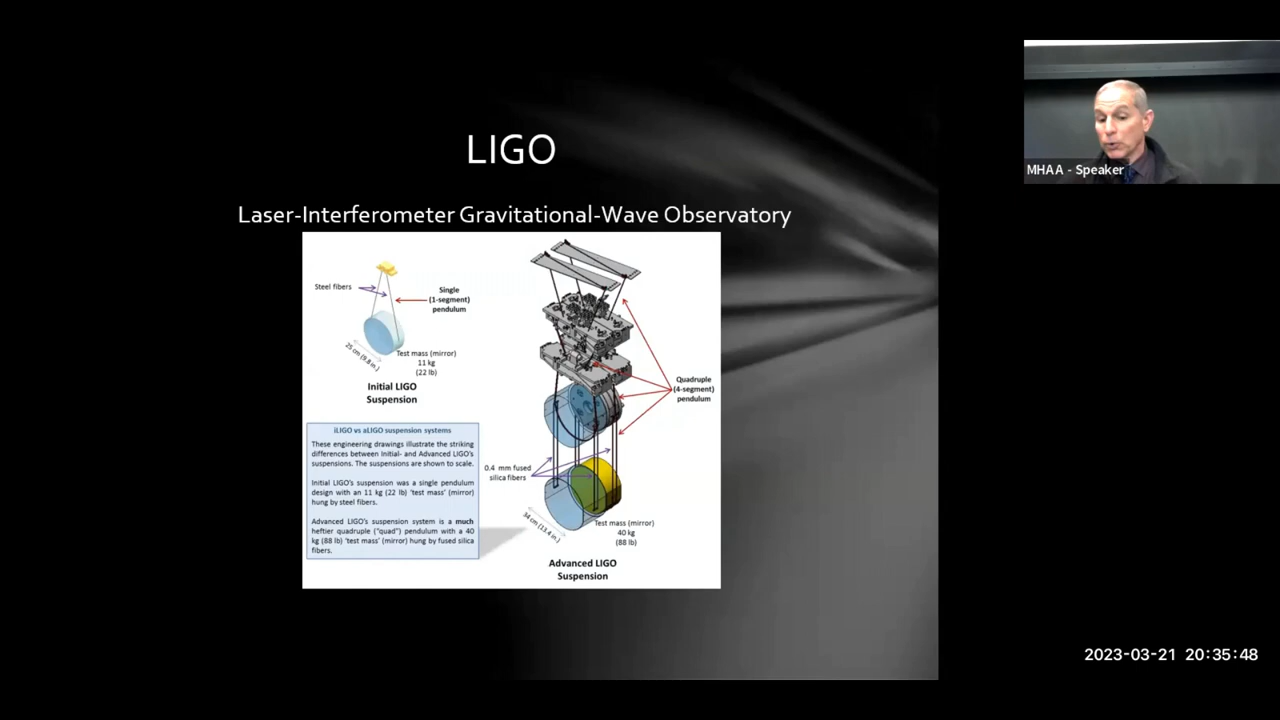 LIGO
Laser-Interferometer Gravitational-Wave Observatory
Steel fibers
Single
(1-segment)
pendulum
25 cm (9.8 in.)
Test mass (mirror)
11 kg
(22 lb)
Initial LIGO
Suspension
iLIGO vs aLIGO suspension systems
These engineering drawings illustrate the striking
differences between Initial- and Advanced LIGO's
suspensions. The suspensions are shown to scale.
Initial LIGO's suspension was a single pendulum
design with an 11 kg (22 lb) 'test mass' (mirror)
hung by steel fibers.
Advanced LIGO's suspension system is a much
heftier quadruple ("quad") pendulum with a 40
kg (88 lb) 'test mass' (mirror) hung by fused silica
fibers.
Quadruple
(4-segment)
pendulum
0.4 mm fused
silica fibers
34 cm (13.4 in.)
Test mass (mirror)
40 kg
(88 lb)
Advanced LIGO
Suspension
MHAA - Speaker
2023-03-21 20:35:48